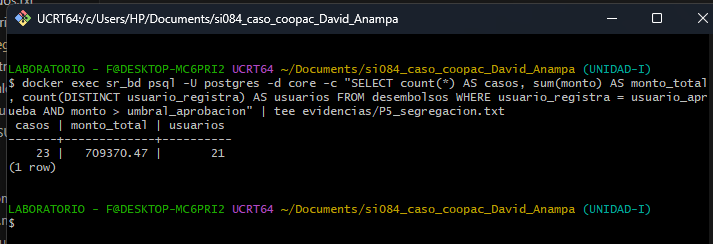 UCRT64:/c/Users/HP/Documents/si084_caso_coopac_David_Anampa
LABORATORIO - F@DESKTOP-MC6PRI2 UCRT64 ~/Documents/si084_caso_coopac_David_Anampa (UNIDAD-I)
$ docker exec sr_bd psql -U postgres -d core -c "SELECT count(*) AS casos, sum(monto) AS monto_total
, count(DISTINCT usuario_registra) AS usuarios FROM desembolsos WHERE usuario_registra = usuario_apr
ueba AND monto > umbral_aprobacion" | tee evidencias/P5_segregacion.txt
 casos | monto_total | usuarios
-------+-------------+----------
    23 |   709370.47 |       21
(1 row)
LABORATORIO - F@DESKTOP-MC6PRI2 UCRT64 ~/Documents/si084_caso_coopac_David_Anampa (UNIDAD-I)
$